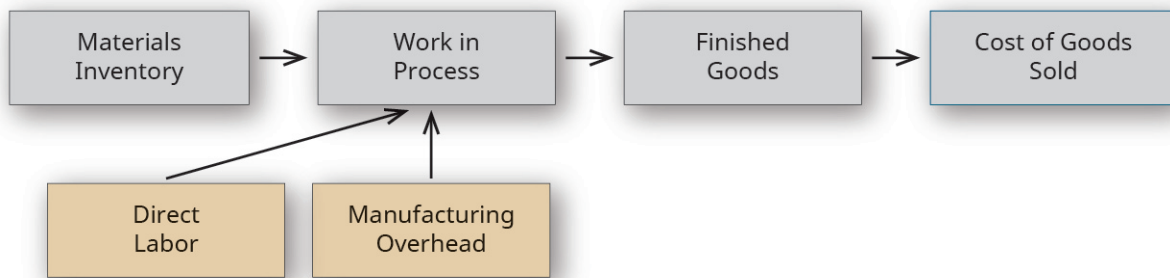 Materials
Inventory
Work in
Process
Finished
Goods
Cost of Goods
Sold
Direct
Labor
Manufacturing
Overhead